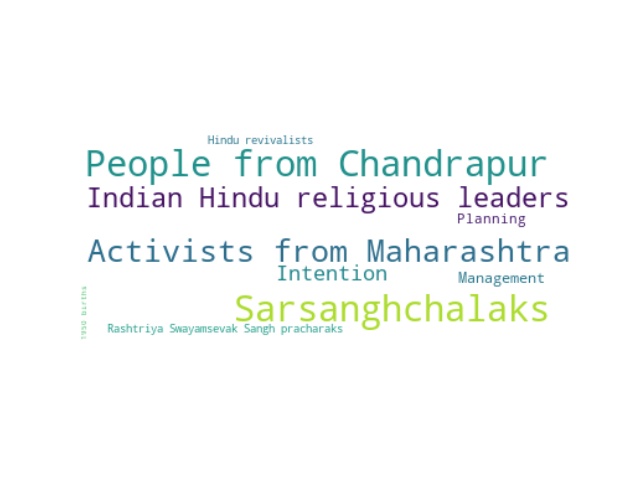 Hindu revivalists
People from Chandrapur
Indian Hindu religious leaders
Planning
Activists from Maharashtra
Intention
Management
Sarsanghchalaks
Rashtriya Swayamsevak Sangh pracharaks
1950 births